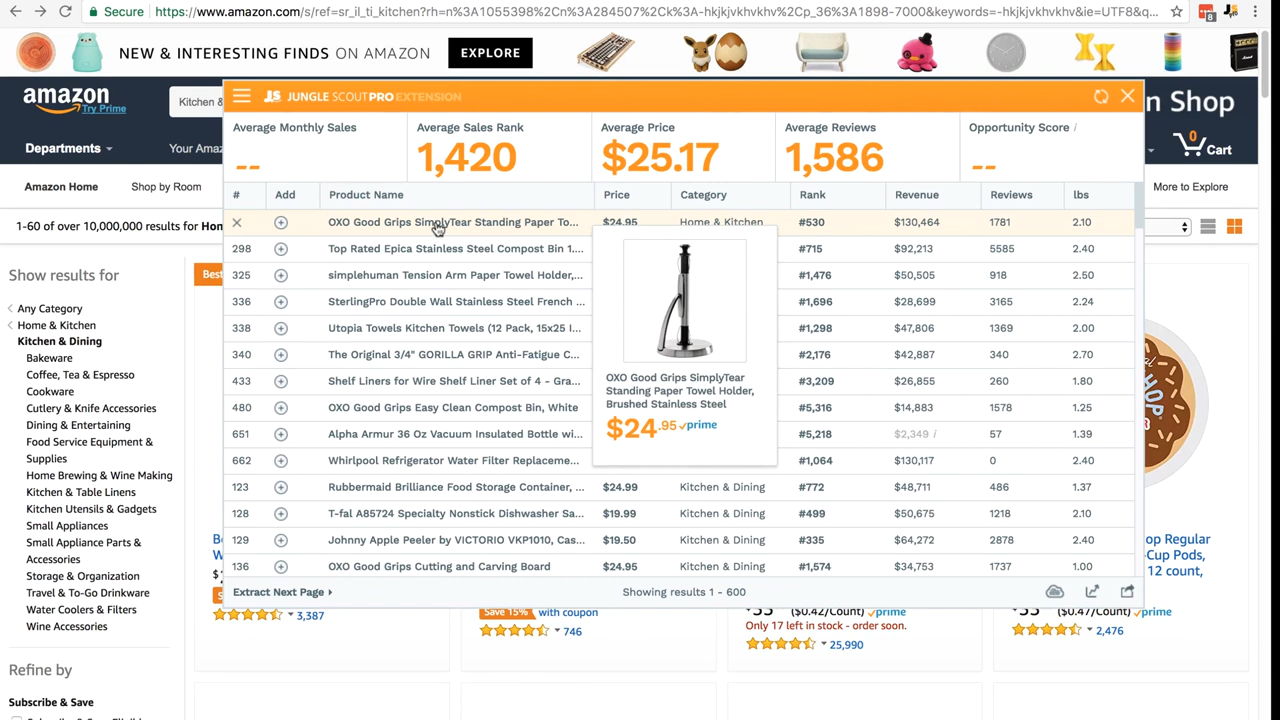 Secure https://www.amazon.com/s/ref=sr_il_ti_kitchen?rh=n%3A1055398%2Cn%3A284507%2Ck%3A-hkjkjvkhvkhv%2Cp_36%3A1898-7000&keywords=-hkjkjvkhvkhv&ie=UTF8&q...
8
NEW & INTERESTING FINDS ON AMAZON EXPLORE
amazon
Try Prime
Kitchen &
n Shop
Departments
Your Amaz
0
Cart
Amazon Home
Shop by Room
More to Explore
1-60 of over 10,000,000 results for Hom
JS JUNGLE SCOUT PRO EXTENSION
Average Monthly Sales
--
Average Sales Rank
1,420
Average Price
$25.17
Average Reviews
1,586
Opportunity Score i
--
# Add Product Name Price Category Rank Revenue Reviews lbs
OXO Good Grips SimplyTear Standing Paper To... $24.95 Home & Kitchen #530 $130,464 1781 2.10
298 Top Rated Epica Stainless Steel Compost Bin 1.... #715 $92,213 5585 2.40
325 simplehuman Tension Arm Paper Towel Holder,... #1,476 $50,505 918 2.50
336 SterlingPro Double Wall Stainless Steel French ... #1,696 $28,699 3165 2.24
338 Utopia Towels Kitchen Towels (12 Pack, 15x25 I... #1,298 $47,806 1369 2.00
340 The Original 3/4" GORILLA GRIP Anti-Fatigue C... #2,176 $42,887 340 2.70
433 Shelf Liners for Wire Shelf Liner Set of 4 - Gra... #3,209 $26,855 260 1.80
480 OXO Good Grips Easy Clean Compost Bin, White #5,316 $14,883 1578 1.25
651 Alpha Armur 36 Oz Vacuum Insulated Bottle wi... #5,218 $2,349 i 57 1.39
662 Whirlpool Refrigerator Water Filter Replaceme... #1,064 $130,117 0 2.40
123 Rubbermaid Brilliance Food Storage Container, ... $24.99 Kitchen & Dining #772 $48,711 486 1.37
128 T-fal A85724 Specialty Nonstick Dishwasher Sa... $19.99 Kitchen & Dining #499 $50,675 1218 2.10
129 Johnny Apple Peeler by VICTORIO VKP1010, Cas... $19.50 Kitchen & Dining #335 $64,272 2878 2.40
136 OXO Good Grips Cutting and Carving Board $24.95 Kitchen & Dining #1,574 $34,753 1737 1.00
OXO Good Grips SimplyTear
Standing Paper Towel Holder,
Brushed Stainless Steel
$24.95 prime
Extract Next Page
Showing results 1 - 600
Show results for
Any Category
Home & Kitchen
Kitchen & Dining
Bakeware
Coffee, Tea & Espresso
Cookware
Cutlery & Knife Accessories
Dining & Entertaining
Food Service Equipment &
Supplies
Home Brewing & Wine Making
Kitchen & Table Linens
Kitchen Utensils & Gadgets
Small Appliances
Small Appliance Parts &
Accessories
Storage & Organization
Travel & To-Go Drinkware
Water Coolers & Filters
Wine Accessories
Refine by
Subscribe & Save
Best
3,387
Save 15% with coupon
746
($0.42/Count) prime
Only 17 left in stock - order soon.
25,990
op Regular
-Cup Pods,
12 count,
($0.47/Count) prime
2,476